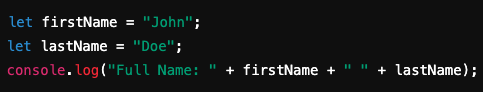 let firstName = "John";
let lastName = "Doe";
console.log("Full Name: " + firstName + " " + lastName);